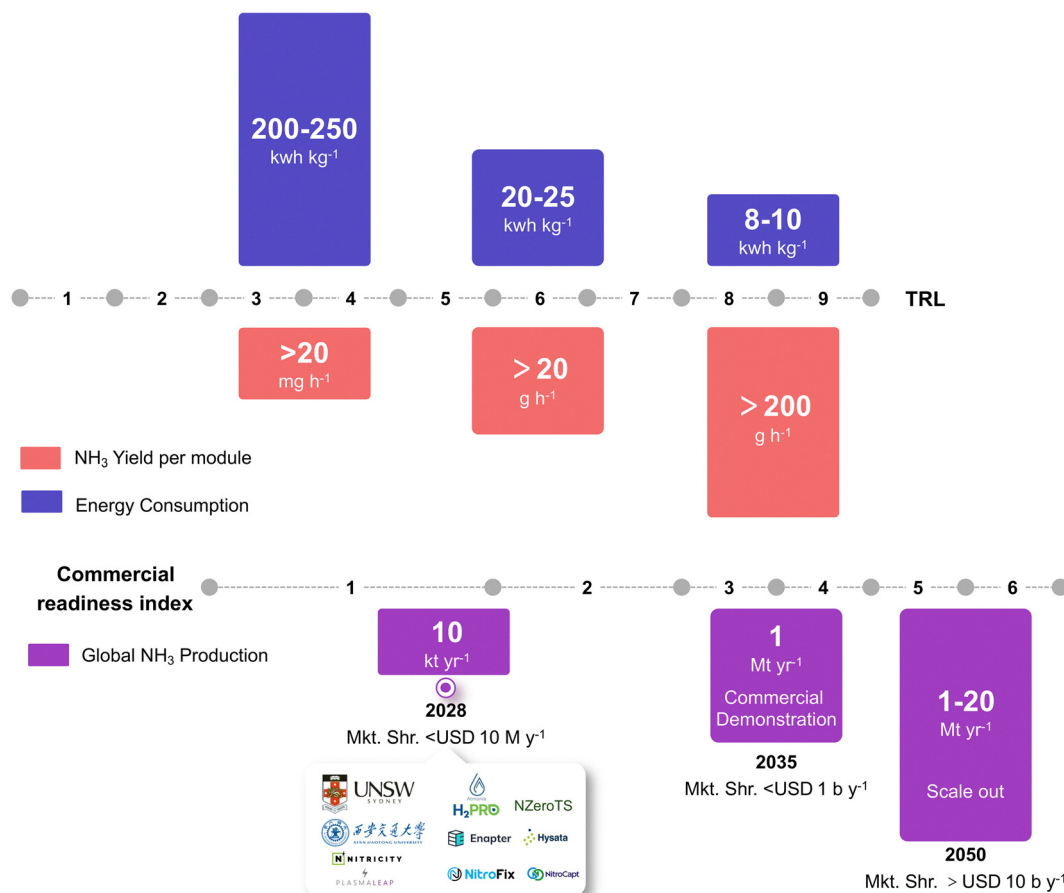 200-250
kwh kg⁻¹
20-25
kwh kg⁻¹
8-10
kwh kg⁻¹
1 2 3 4 5 6 7 8 9 TRL
>20
mg h⁻¹
> 20
g h⁻¹
> 200
g h⁻¹
NH₃ Yield per module
Energy Consumption
Commercial
readiness index
1 2 3 4 5 6
Global NH₃ Production
10
kt yr⁻¹
2028
Mkt. Shr. <USD 10 M y⁻¹
1
Mt yr⁻¹
Commercial
Demonstration
2035
Mkt. Shr. <USD 1 b y⁻¹
1-20
Mt yr⁻¹
Scale out
2050
Mkt. Shr. > USD 10 b y⁻¹
UNSW
SYDNEY
西安交通大学
XI'AN JIAOTONG UNIVERSITY
N NITRICITY
PLASMALEAP
H₂PRO
NZeroTS
Enapter
Hysata
NitroFix
NitroCapt